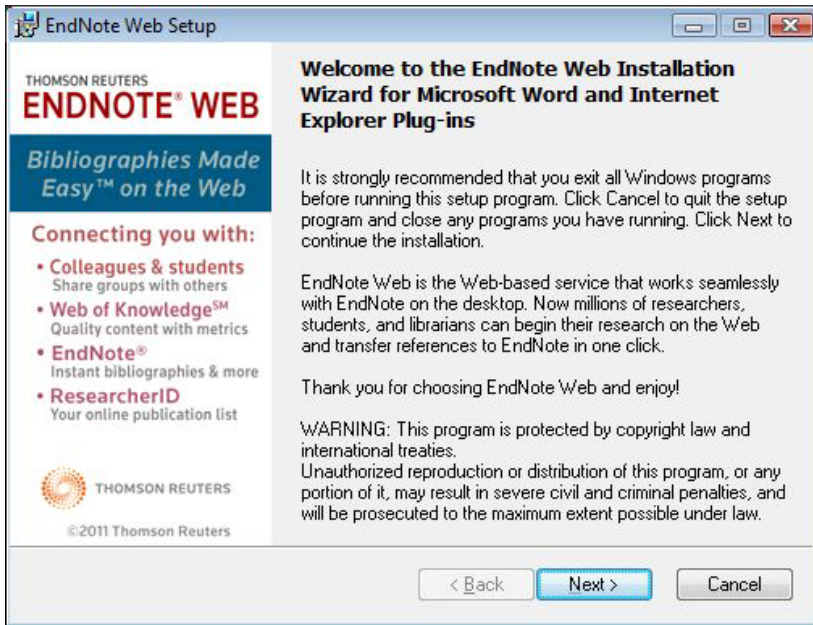 EndNote Web Setup
THOMSON REUTERS
ENDNOTE® WEB
Bibliographies Made
Easy™ on the Web
Connecting you with:
• Colleagues & students
Share groups with others
• Web of Knowledge℠
Quality content with metrics
• EndNote®
Instant bibliographies & more
• ResearcherID
Your online publication list
THOMSON REUTERS
©2011 Thomson Reuters
Welcome to the EndNote Web Installation
Wizard for Microsoft Word and Internet
Explorer Plug-ins
It is strongly recommended that you exit all Windows programs
before running this setup program. Click Cancel to quit the setup
program and close any programs you have running. Click Next to
continue the installation.
EndNote Web is the Web-based service that works seamlessly
with EndNote on the desktop. Now millions of researchers,
students, and librarians can begin their research on the Web
and transfer references to EndNote in one click.
Thank you for choosing EndNote Web and enjoy!
WARNING: This program is protected by copyright law and
international treaties.
Unauthorized reproduction or distribution of this program, or any
portion of it, may result in severe civil and criminal penalties, and
will be prosecuted to the maximum extent possible under law.
< Back
Next >
Cancel